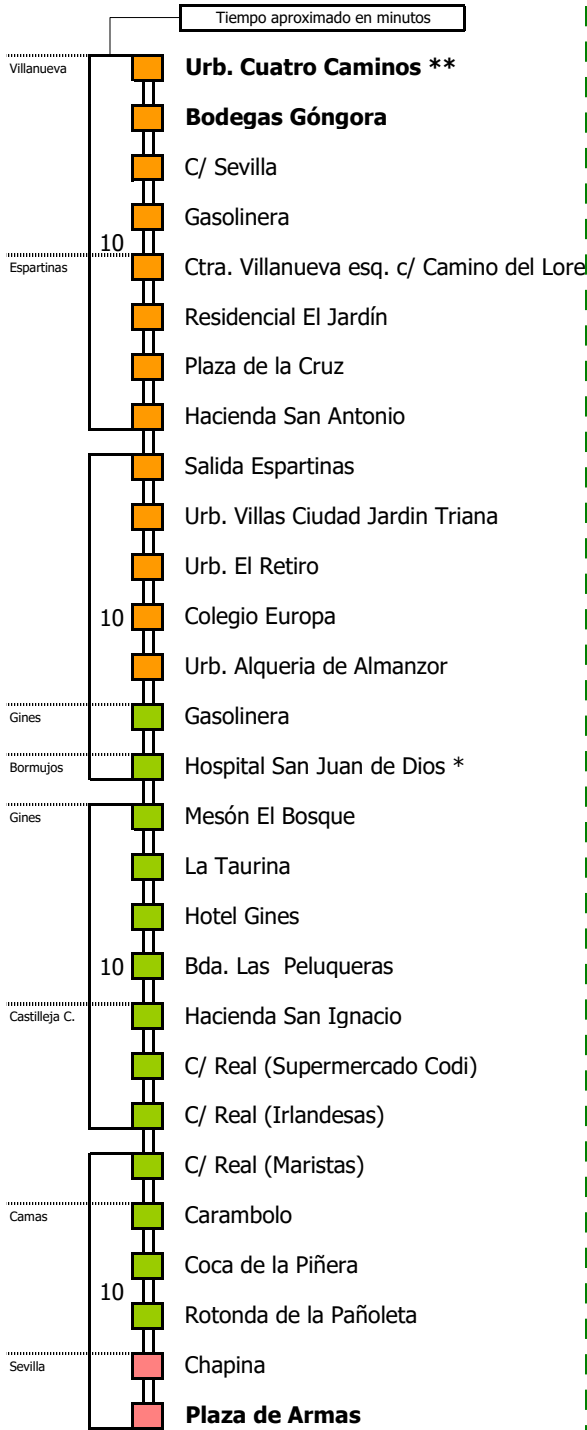 Tiempo aproximado en minutos
Villanueva
Urb. Cuatro Caminos **
Bodegas Góngora
C/ Sevilla
Gasolinera
10
Espartinas
Ctra. Villanueva esq. c/ Camino del Lore
Residencial El Jardín
Plaza de la Cruz
Hacienda San Antonio
Salida Espartinas
Urb. Villas Ciudad Jardin Triana
Urb. El Retiro
10
Colegio Europa
Urb. Alqueria de Almanzor
Gines
Gasolinera
Bormujos
Hospital San Juan de Dios *
Gines
Mesón El Bosque
La Taurina
Hotel Gines
10
Bda. Las Peluqueras
Castilleja C.
Hacienda San Ignacio
C/ Real (Supermercado Codi)
C/ Real (Irlandesas)
C/ Real (Maristas)
Camas
Carambolo
Coca de la Piñera
10
Rotonda de la Pañoleta
Sevilla
Chapina
Plaza de Armas